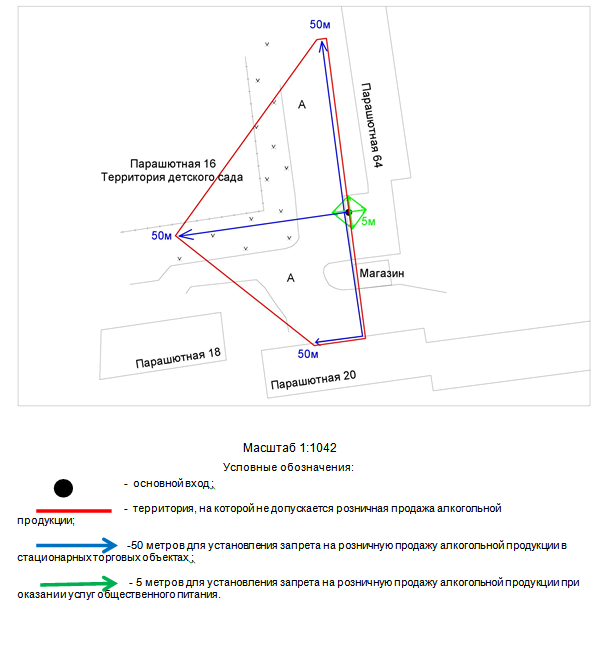 50м
А
Парашютная 64
Парашютная 16
Территория детского сада
5м
50м
Магазин
А
50м
Парашютная 18
Парашютная 20
Масштаб 1:1042
Условные обозначения:
- основной вход.;
- территория, на которой не допускается розничная продажа алкогольной
продукции;
-50 метров для установления запрета на розничную продажу алкогольной продукции в
стационарных торговых объектах.;
- 5 метров для установления запрета на розничную продажу алкогольной продукции при
оказании услуг общественного питания.